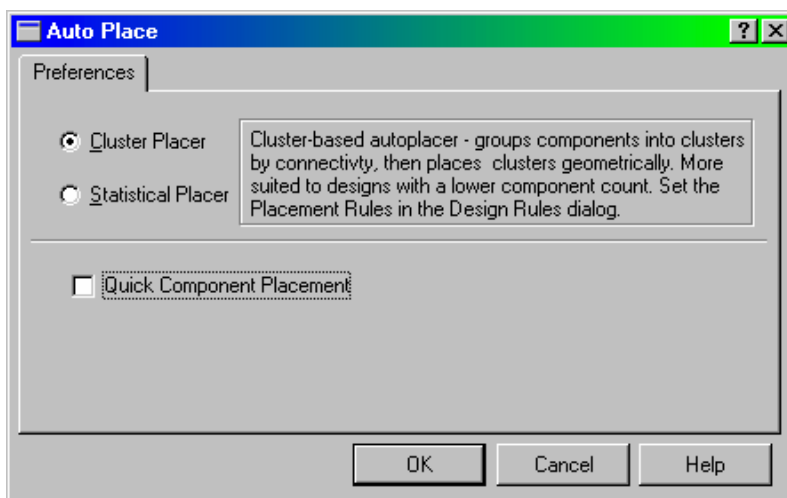 Auto Place
Preferences
Cluster Placer
Statistical Placer
Cluster-based autoplacer - groups components into clusters
by connectivty, then places clusters geometrically. More
suited to designs with a lower component count. Set the
Placement Rules in the Design Rules dialog.
Quick Component Placement
OK Cancel Help